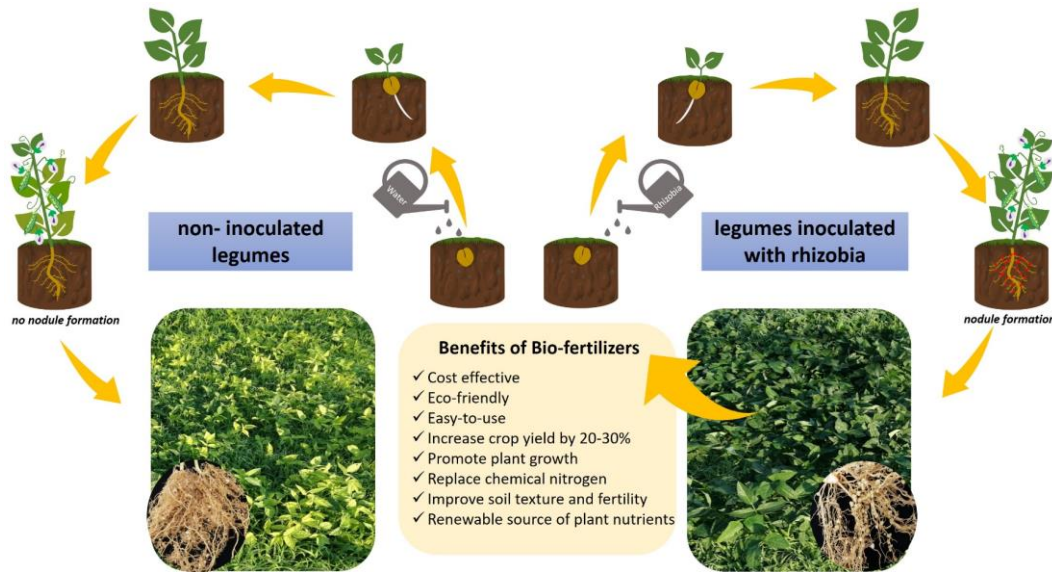 Water
Rhizobia
non- inoculated
legumes
legumes inoculated
with rhizobia
no nodule formation
nodule formation
Benefits of Bio-fertilizers
✓ Cost effective
✓ Eco-friendly
✓ Easy-to-use
✓ Increase crop yield by 20-30%
✓ Promote plant growth
✓ Replace chemical nitrogen
✓ Improve soil texture and fertility
✓ Renewable source of plant nutrients